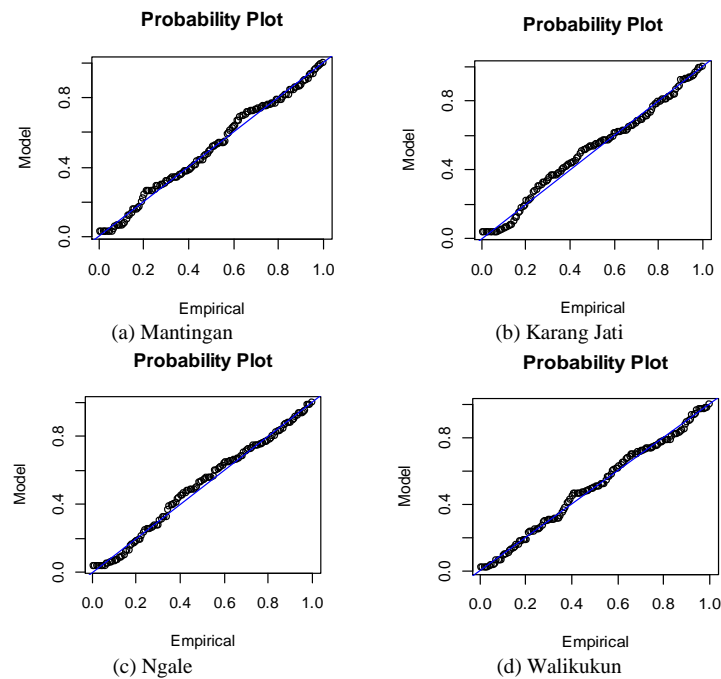 Probability Plot
Model
0.0 0.4 0.8
0.0 0.2 0.4 0.6 0.8 1.0
Empirical
(a) Mantingan
Probability Plot
Model
0.0 0.4 0.8
0.0 0.2 0.4 0.6 0.8 1.0
Empirical
(b) Karang Jati
Probability Plot
Model
0.0 0.4 0.8
0.0 0.2 0.4 0.6 0.8 1.0
Empirical
(c) Ngale
Probability Plot
Model
0.0 0.4 0.8
0.0 0.2 0.4 0.6 0.8 1.0
Empirical
(d) Walikukun